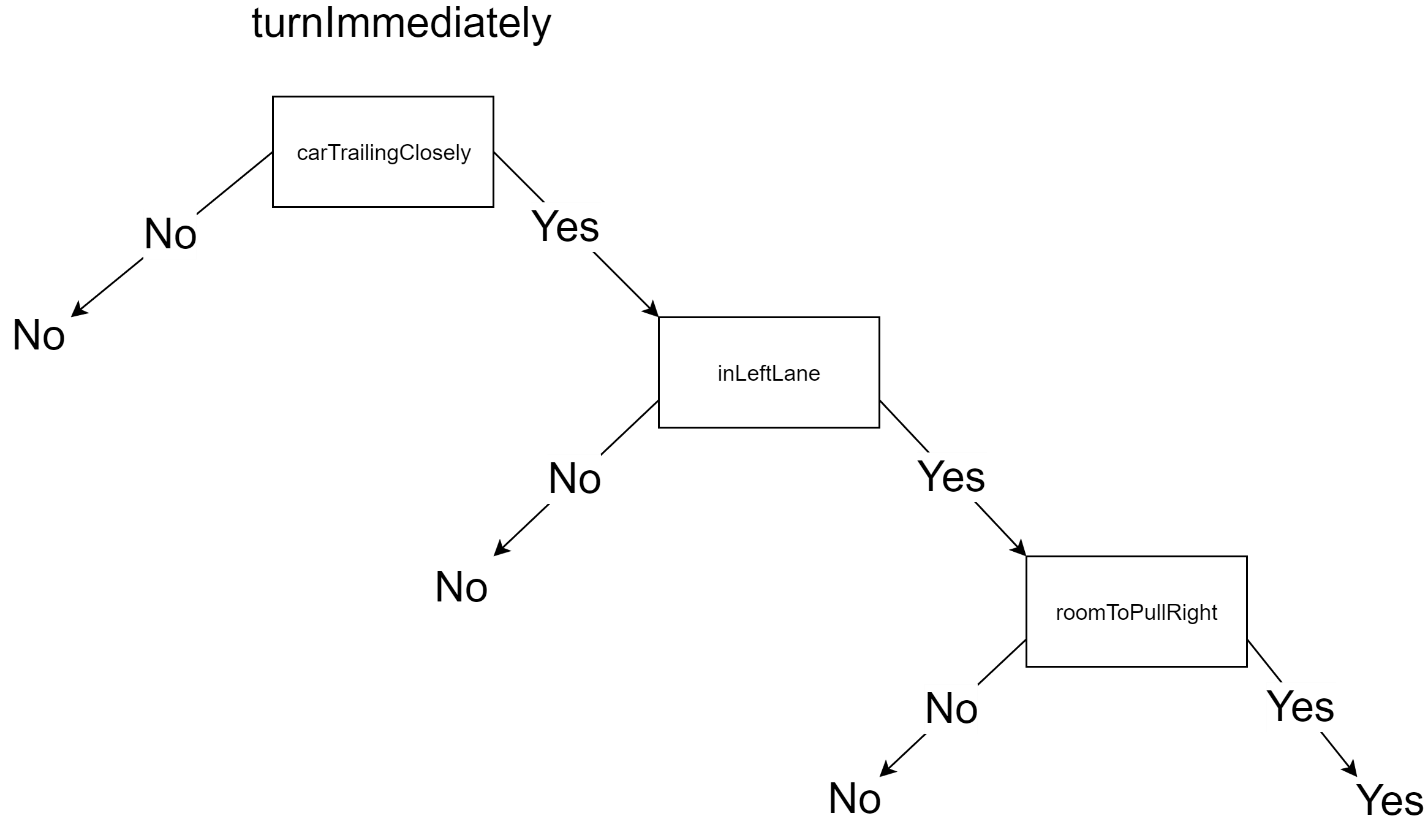 turnImmediately
carTrailingClosely
No
Yes
No
inLeftLane
No
Yes
No
roomToPullRight
No
Yes
No
Yes